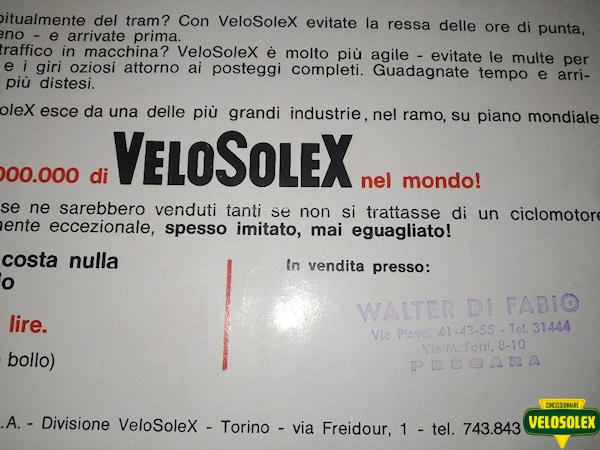 bitualmente del tram? Con VeloSoleX evitate la ressa delle ore di punta,
eno - e arrivate prima.
traffico in macchina? VeloSoleX è molto più agile - evitate le multe per
e i giri oziosi attorno ai posteggi completi. Guadagnate tempo e arri-
più distesi.
oleX esce da una delle più grandi industrie, nel ramo, su piano mondiale
000.000 di VELOSOLEX nel mondo!
se ne sarebbero venduti tanti se non si trattasse di un ciclomotore
mente eccezionale, spesso imitato, mai eguagliato!
costa nulla
lo
lire.
bollo)
In vendita presso:
WALTER DI FABIO
Via Piave, 41-43-55 - Tel. 31444
Via M. Forti, 8-10
PESCARA
.A. - Divisione VeloSoleX - Torino - via Freidour, 1 - tel. 743.843
CONCESSIONNAIRE
VELOSOLEX